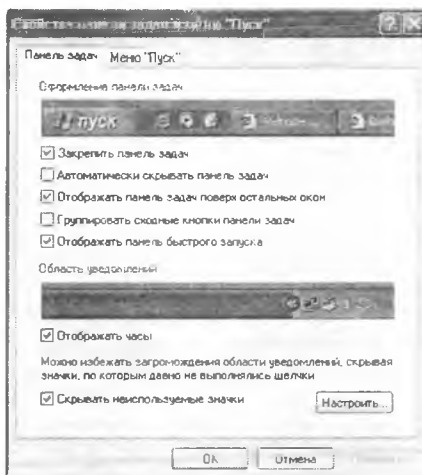 Свойства панели задач и меню "Пуск"
Панель задач Меню "Пуск"
Оформление панели задач
пуск
Закрепить панель задач
Автоматически скрывать панель задач
Отображать панель задач поверх остальных окон
Группировать сходные кнопки панели задач
Отображать панель быстрого запуска
Область уведомлений
Отображать часы
Можно избежать загромождения области уведомлений, скрывая
значки, по которым давно не выполнялись щелчки
Скрывать неиспользуемые значки Настроить...
OK Отмена